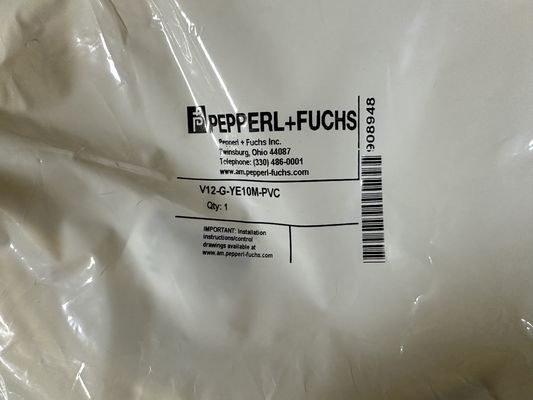 PEPPERL+FUCHS
Pepperl + Fuchs Inc.
Twinsburg, Ohio 44087
Telephone: (330) 486-0001
www.am.pepperl-fuchs.com
V12-G-YE10M-PVC
Qty: 1
IMPORTANT: Installation
instructions/control
drawings available at
www.am.pepperl-fuchs.com
908948